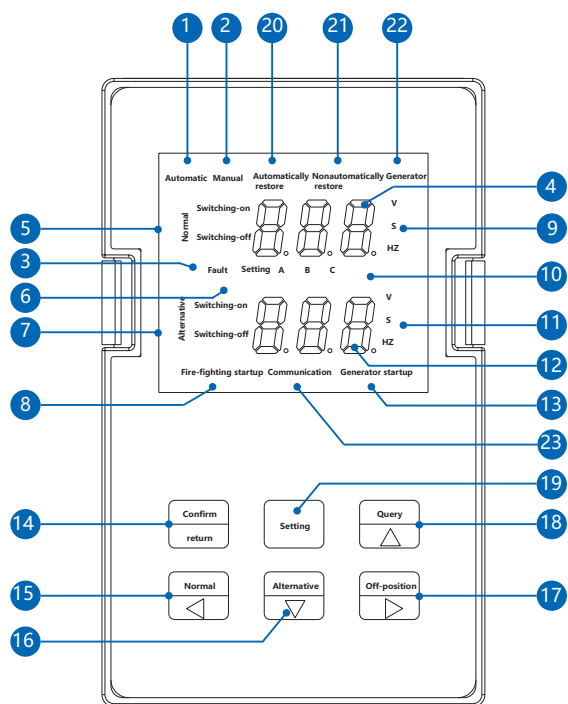 1 2 20 21 22
Automatic Manual Automatically restore Nonautomatically restore Generator
4
Switching-on V
5 Normal S 9
Switching-off HZ
3 Fault Setting A B C 10
6
Switching-on V
7 Alternative S 11
Switching-off HZ
12
Fire-fighting startup Communication Generator startup
8 13
23
19
Confirm
return
14
Setting
Query
18
Normal
15
Alternative
16
Off-position
17